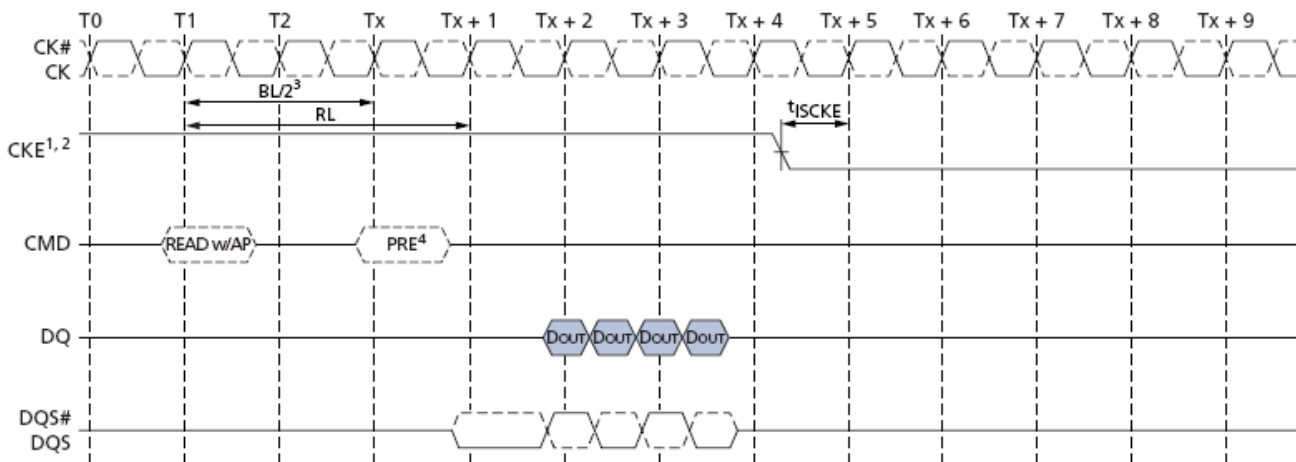 T0 T1 T2 Tx Tx + 1 Tx + 2 Tx + 3 Tx + 4 Tx + 5 Tx + 6 Tx + 7 Tx + 8 Tx + 9
CK#
CK
BL/2³
RL
tISCKE
CKE1, 2
CMD READ w/AP PRE⁴
DQ DOUT DOUT DOUT DOUT
DQS#
DQS